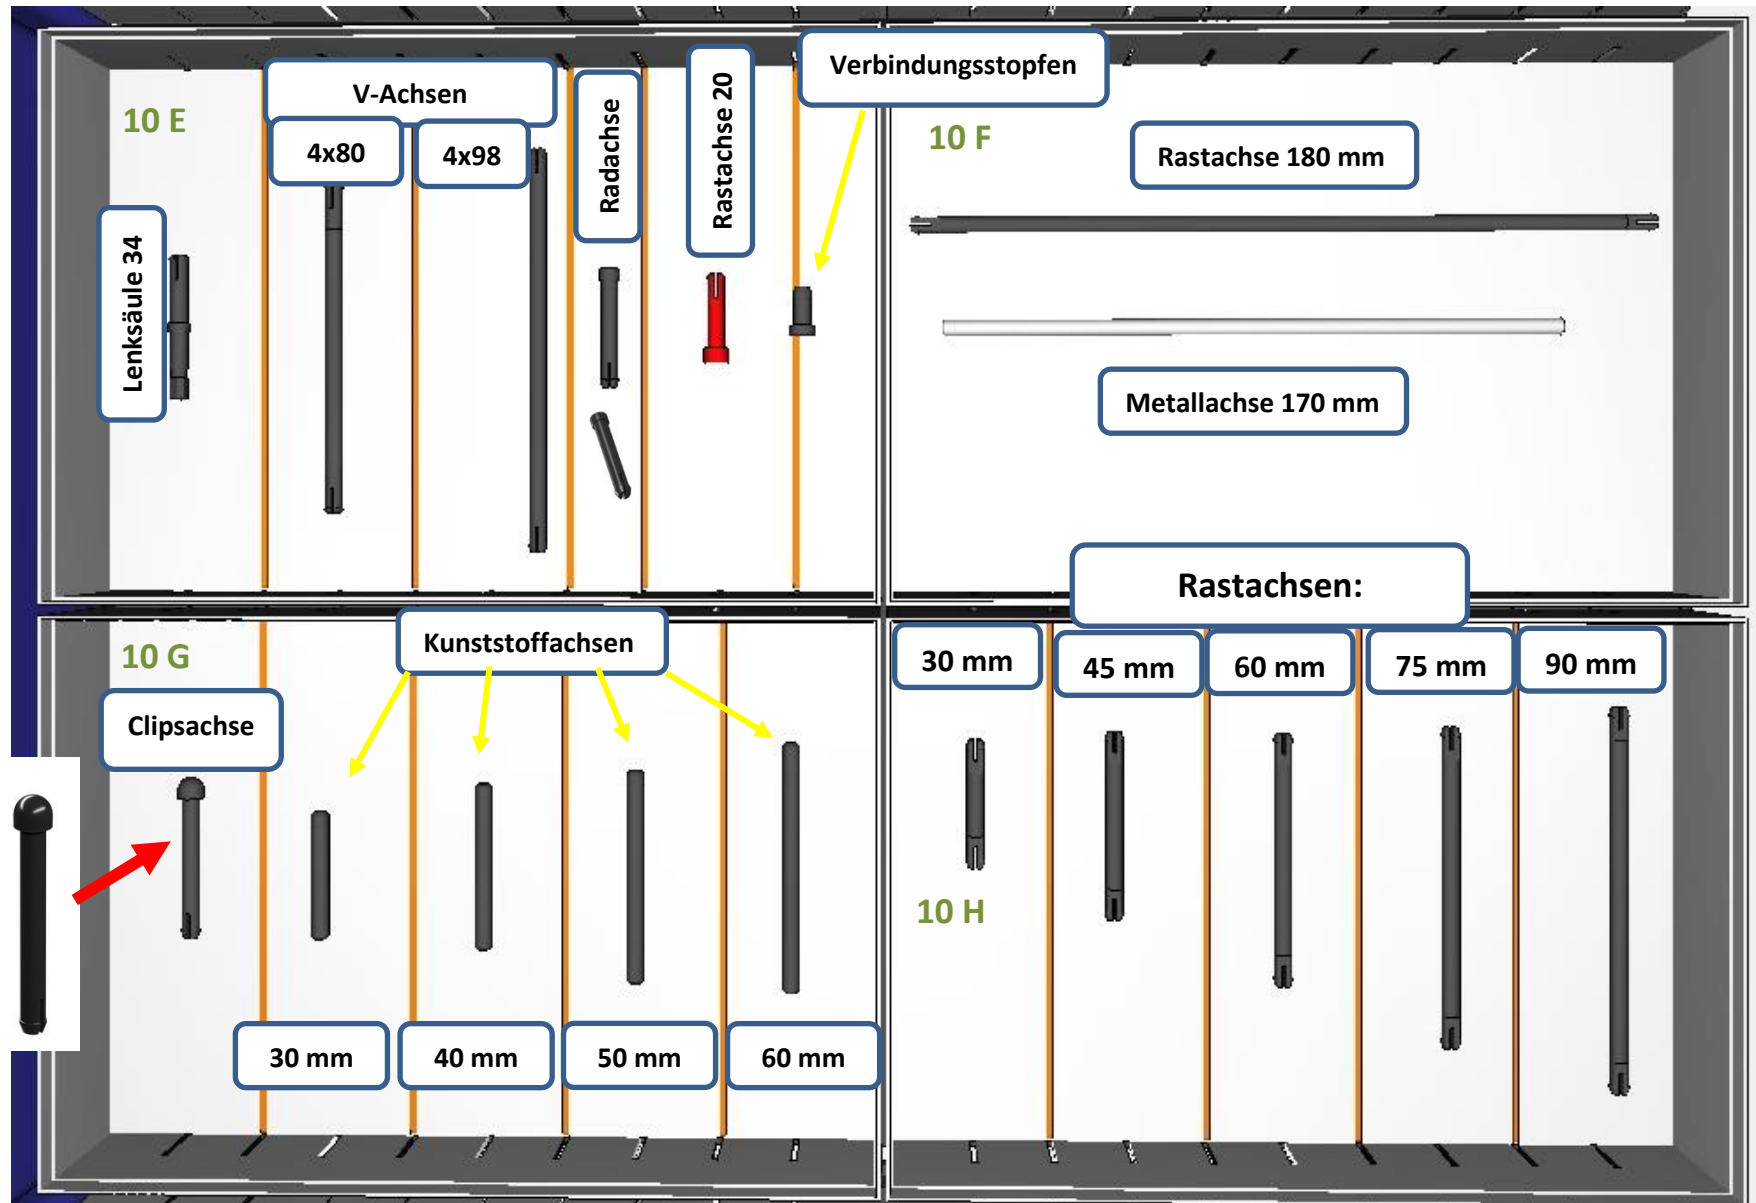 10 E
V-Achsen
4x80
4x98
Lenksäule 34
Radachse
Rastachse 20
Verbindungsstopfen
10 F
Rastachse 180 mm
Metallachse 170 mm
10 G
Kunststoffachsen
Clipsachse
30 mm
40 mm
50 mm
60 mm
Rastachsen:
30 mm
45 mm
60 mm
75 mm
90 mm
10 H